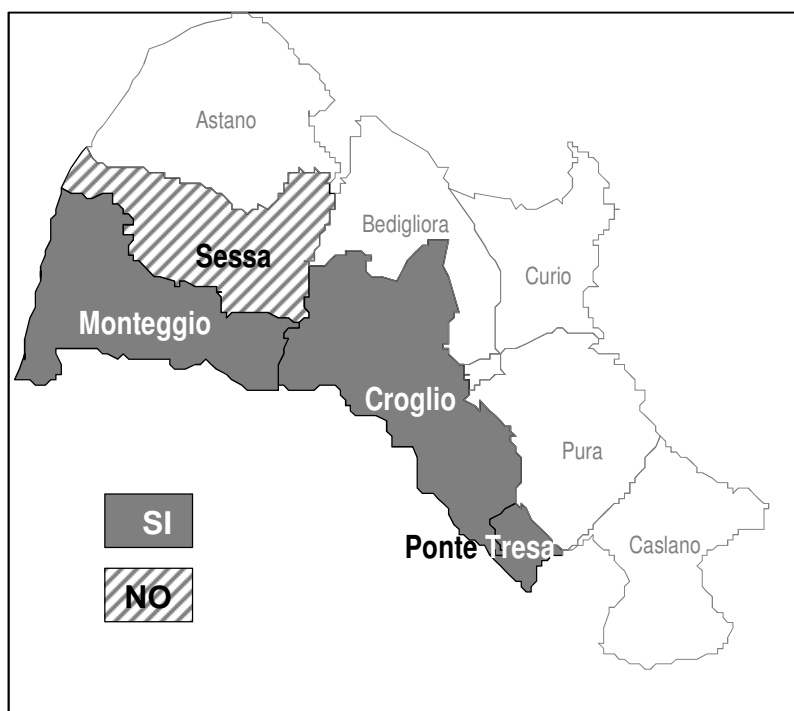 Astano
Bedigliora
Sessa
Curio
Monteggio
Croglio
Pura
SI
Ponte Tresa
Caslano
NO